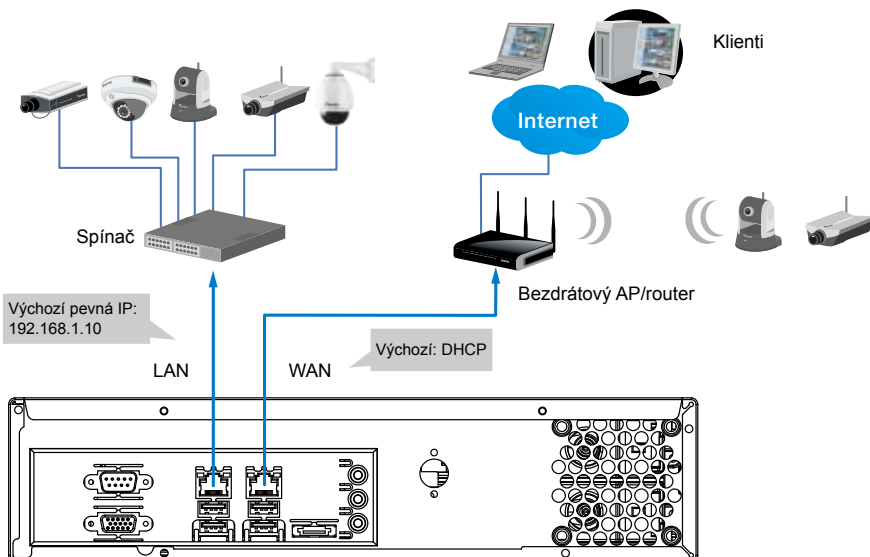 Klienti
Internet
Spínač
Bezdrátový AP/router
Výchozí pevná IP:
192.168.1.10
Výchozí: DHCP
LAN
WAN